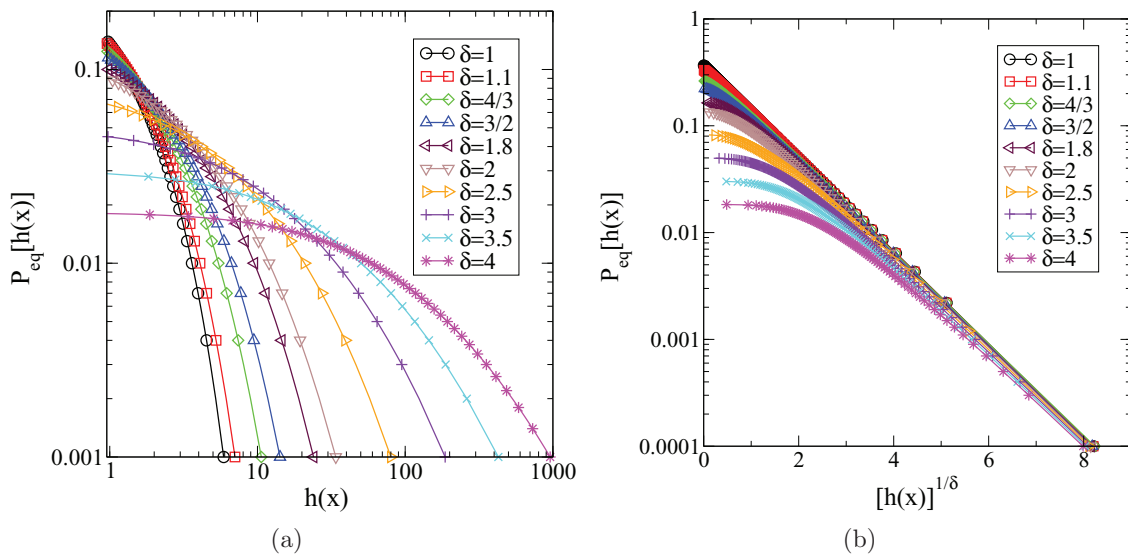 0.1
0.01
0.001
P_eq[h(x)]
1
10
100
1000
h(x)
δ=1
δ=1.1
δ=4/3
δ=3/2
δ=1.8
δ=2
δ=2.5
δ=3
δ=3.5
δ=4
(a)
1
0.1
0.01
0.001
0.0001
P_eq[h(x)]
0
2
4
6
8
[h(x)]^{1/δ}
δ=1
δ=1.1
δ=4/3
δ=3/2
δ=1.8
δ=2
δ=2.5
δ=3
δ=3.5
δ=4
(b)